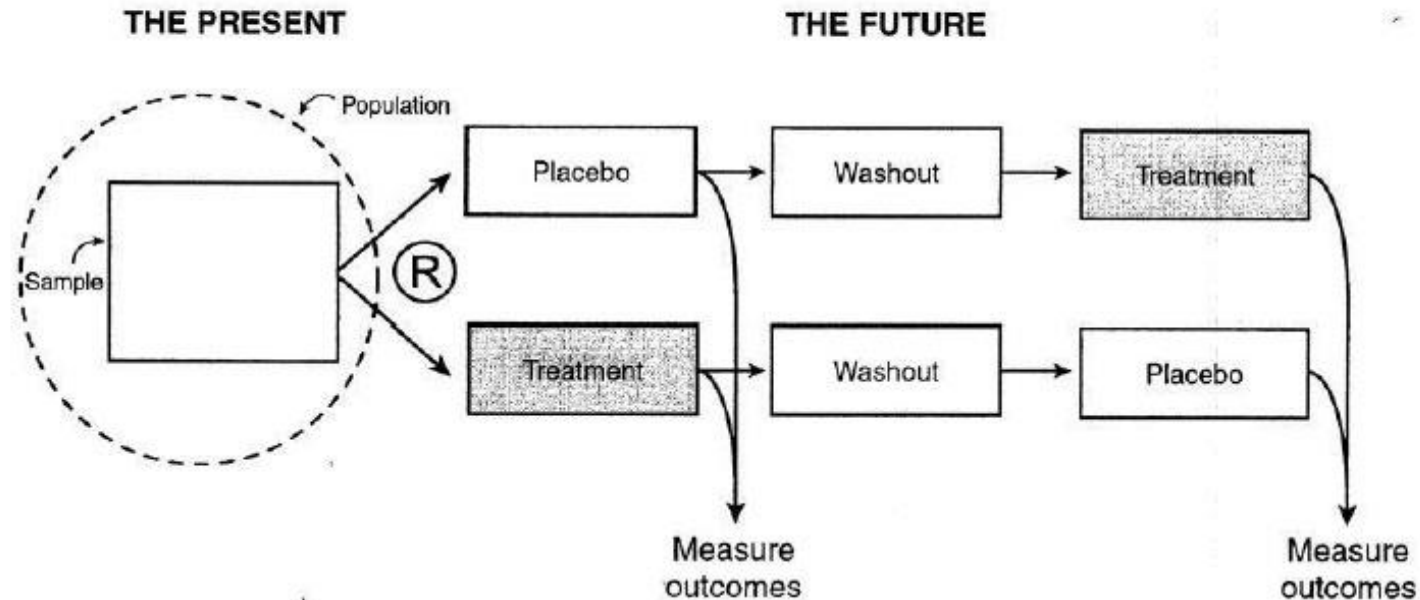 THE PRESENT
THE FUTURE
Population
Sample
R
Placebo
Washout
Treatment
Treatment
Washout
Placebo
Measure
outcomes
Measure
outcomes